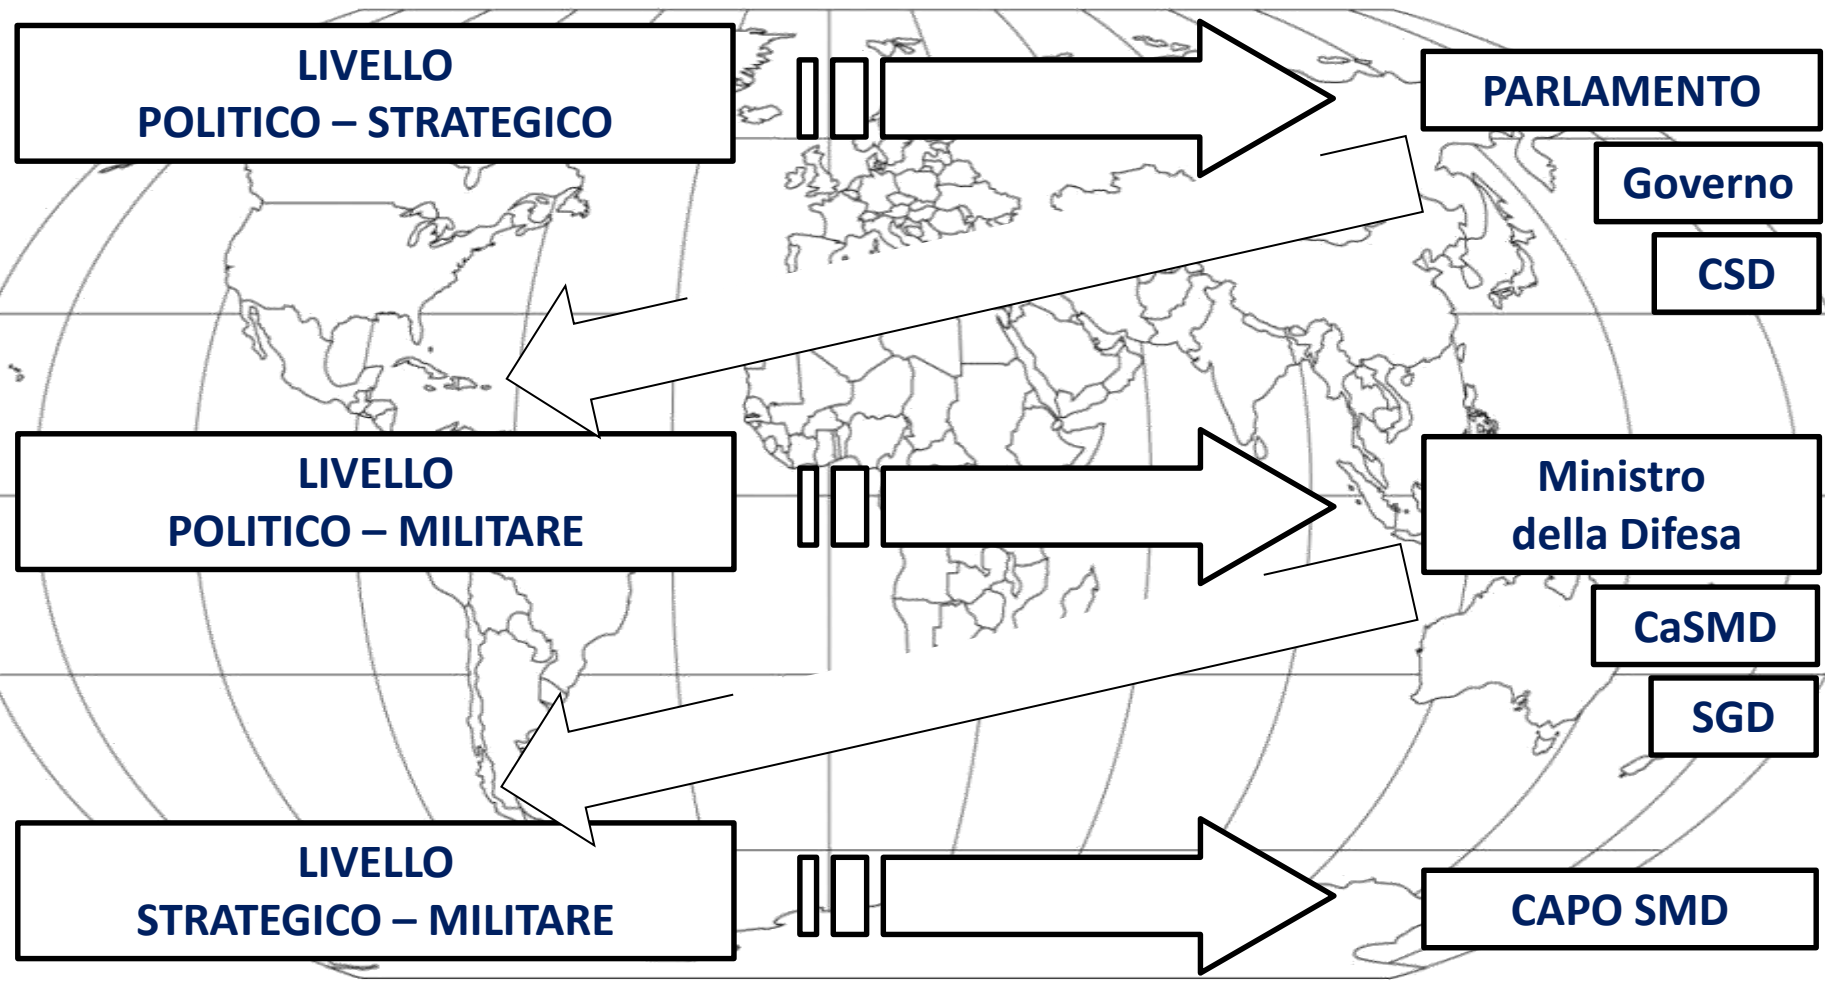 LIVELLO
POLITICO – STRATEGICO
PARLAMENTO
Governo
CSD
LIVELLO
POLITICO – MILITARE
Ministro
della Difesa
CaSMD
SGD
LIVELLO
STRATEGICO – MILITARE
CAPO SMD